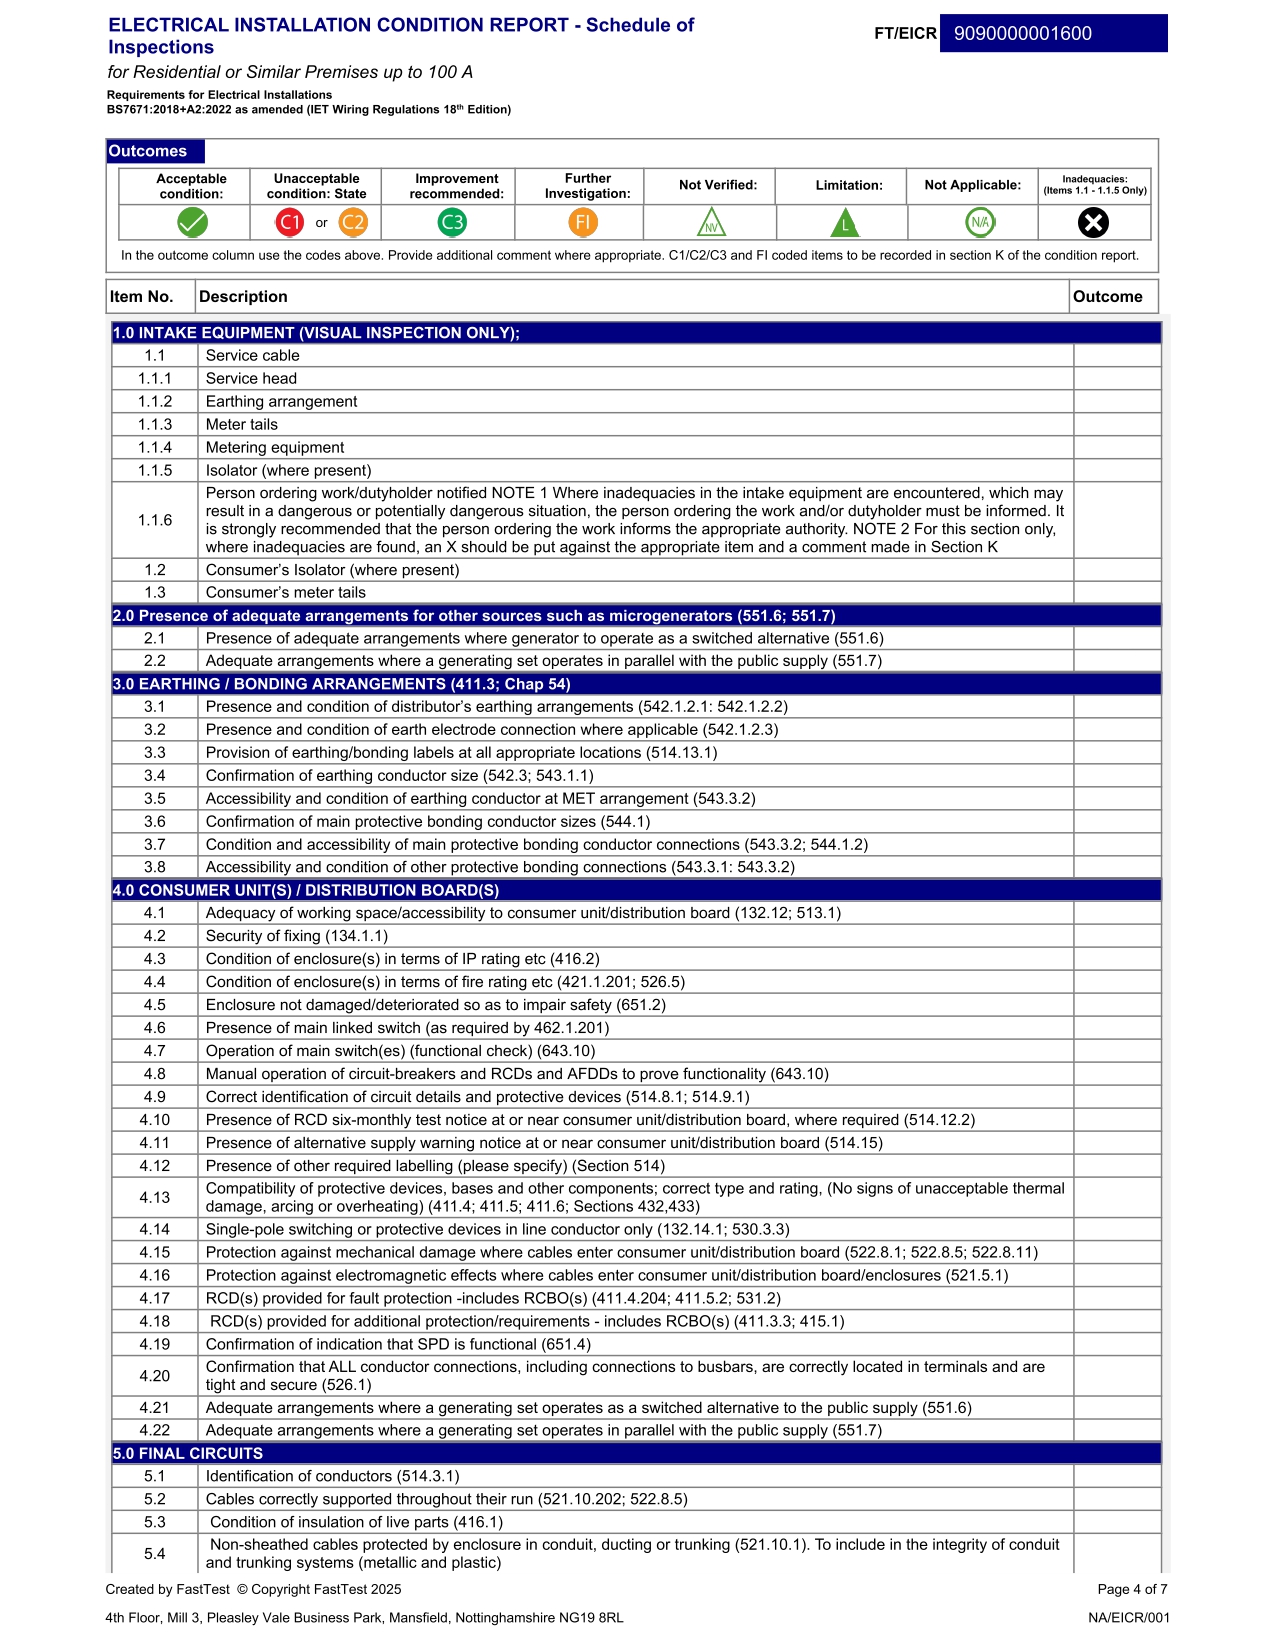 ELECTRICAL INSTALLATION CONDITION REPORT - Schedule of
Inspections
FT/EICR 9090000001600
for Residential or Similar Premises up to 100 A
Requirements for Electrical Installations
BS7671:2018+A2:2022 as amended (IET Wiring Regulations 18th Edition)
Outcomes
Acceptable condition: Unacceptable condition: State Improvement recommended: Further Investigation: Not Verified: Limitation: Not Applicable: Inadequacies: (Items 1.1 - 1.1.5 Only)
C1 or C2 C3 FI NV L N/A
In the outcome column use the codes above. Provide additional comment where appropriate. C1/C2/C3 and FI coded items to be recorded in section K of the condition report.
Item No. Description Outcome
1.0 INTAKE EQUIPMENT (VISUAL INSPECTION ONLY);
1.1 Service cable
1.1.1 Service head
1.1.2 Earthing arrangement
1.1.3 Meter tails
1.1.4 Metering equipment
1.1.5 Isolator (where present)
1.1.6 Person ordering work/dutyholder notified NOTE 1 Where inadequacies in the intake equipment are encountered, which may
result in a dangerous or potentially dangerous situation, the person ordering the work and/or dutyholder must be informed. It
is strongly recommended that the person ordering the work informs the appropriate authority. NOTE 2 For this section only,
where inadequacies are found, an X should be put against the appropriate item and a comment made in Section K
1.2 Consumer’s Isolator (where present)
1.3 Consumer’s meter tails
2.0 Presence of adequate arrangements for other sources such as microgenerators (551.6; 551.7)
2.1 Presence of adequate arrangements where generator to operate as a switched alternative (551.6)
2.2 Adequate arrangements where a generating set operates in parallel with the public supply (551.7)
3.0 EARTHING / BONDING ARRANGEMENTS (411.3; Chap 54)
3.1 Presence and condition of distributor’s earthing arrangements (542.1.2.1: 542.1.2.2)
3.2 Presence and condition of earth electrode connection where applicable (542.1.2.3)
3.3 Provision of earthing/bonding labels at all appropriate locations (514.13.1)
3.4 Confirmation of earthing conductor size (542.3; 543.1.1)
3.5 Accessibility and condition of earthing conductor at MET arrangement (543.3.2)
3.6 Confirmation of main protective bonding conductor sizes (544.1)
3.7 Condition and accessibility of main protective bonding conductor connections (543.3.2; 544.1.2)
3.8 Accessibility and condition of other protective bonding connections (543.3.1: 543.3.2)
4.0 CONSUMER UNIT(S) / DISTRIBUTION BOARD(S)
4.1 Adequacy of working space/accessibility to consumer unit/distribution board (132.12; 513.1)
4.2 Security of fixing (134.1.1)
4.3 Condition of enclosure(s) in terms of IP rating etc (416.2)
4.4 Condition of enclosure(s) in terms of fire rating etc (421.1.201; 526.5)
4.5 Enclosure not damaged/deteriorated so as to impair safety (651.2)
4.6 Presence of main linked switch (as required by 462.1.201)
4.7 Operation of main switch(es) (functional check) (643.10)
4.8 Manual operation of circuit-breakers and RCDs and AFDDs to prove functionality (643.10)
4.9 Correct identification of circuit details and protective devices (514.8.1; 514.9.1)
4.10 Presence of RCD six-monthly test notice at or near consumer unit/distribution board, where required (514.12.2)
4.11 Presence of alternative supply warning notice at or near consumer unit/distribution board (514.15)
4.12 Presence of other required labelling (please specify) (Section 514)
4.13 Compatibility of protective devices, bases and other components; correct type and rating, (No signs of unacceptable thermal
damage, arcing or overheating) (411.4; 411.5; 411.6; Sections 432,433)
4.14 Single-pole switching or protective devices in line conductor only (132.14.1; 530.3.3)
4.15 Protection against mechanical damage where cables enter consumer unit/distribution board (522.8.1; 522.8.5; 522.8.11)
4.16 Protection against electromagnetic effects where cables enter consumer unit/distribution board/enclosures (521.5.1)
4.17 RCD(s) provided for fault protection -includes RCBO(s) (411.4.204; 411.5.2; 531.2)
4.18 RCD(s) provided for additional protection/requirements - includes RCBO(s) (411.3.3; 415.1)
4.19 Confirmation of indication that SPD is functional (651.4)
4.20 Confirmation that ALL conductor connections, including connections to busbars, are correctly located in terminals and are
tight and secure (526.1)
4.21 Adequate arrangements where a generating set operates as a switched alternative to the public supply (551.6)
4.22 Adequate arrangements where a generating set operates in parallel with the public supply (551.7)
5.0 FINAL CIRCUITS
5.1 Identification of conductors (514.3.1)
5.2 Cables correctly supported throughout their run (521.10.202; 522.8.5)
5.3 Condition of insulation of live parts (416.1)
5.4 Non-sheathed cables protected by enclosure in conduit, ducting or trunking (521.10.1). To include in the integrity of conduit
and trunking systems (metallic and plastic)
Created by FastTest © Copyright FastTest 2025 Page 4 of 7
4th Floor, Mill 3, Pleasley Vale Business Park, Mansfield, Nottinghamshire NG19 8RL NA/EICR/001